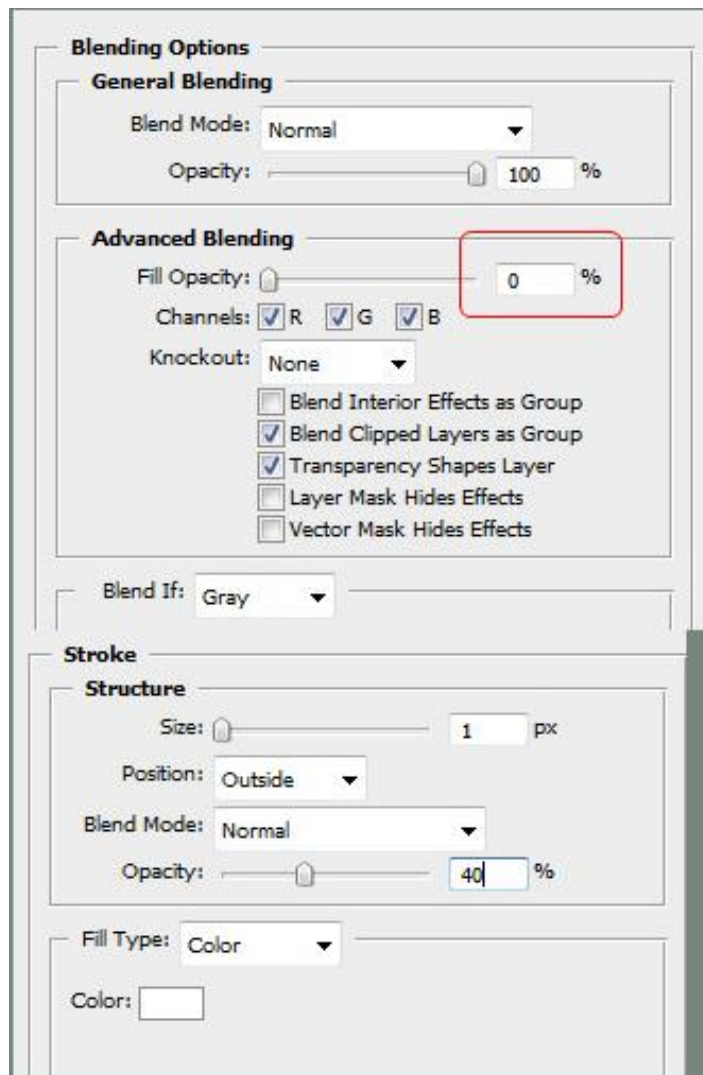 Blending Options
General Blending
Blend Mode: Normal
Opacity: 100 %
Advanced Blending
Fill Opacity: 0 %
Channels: R G B
Knockout: None
Blend Interior Effects as Group
Blend Clipped Layers as Group
Transparency Shapes Layer
Layer Mask Hides Effects
Vector Mask Hides Effects
Blend If: Gray
Stroke
Structure
Size: 1 px
Position: Outside
Blend Mode: Normal
Opacity: 40 %
Fill Type: Color
Color: